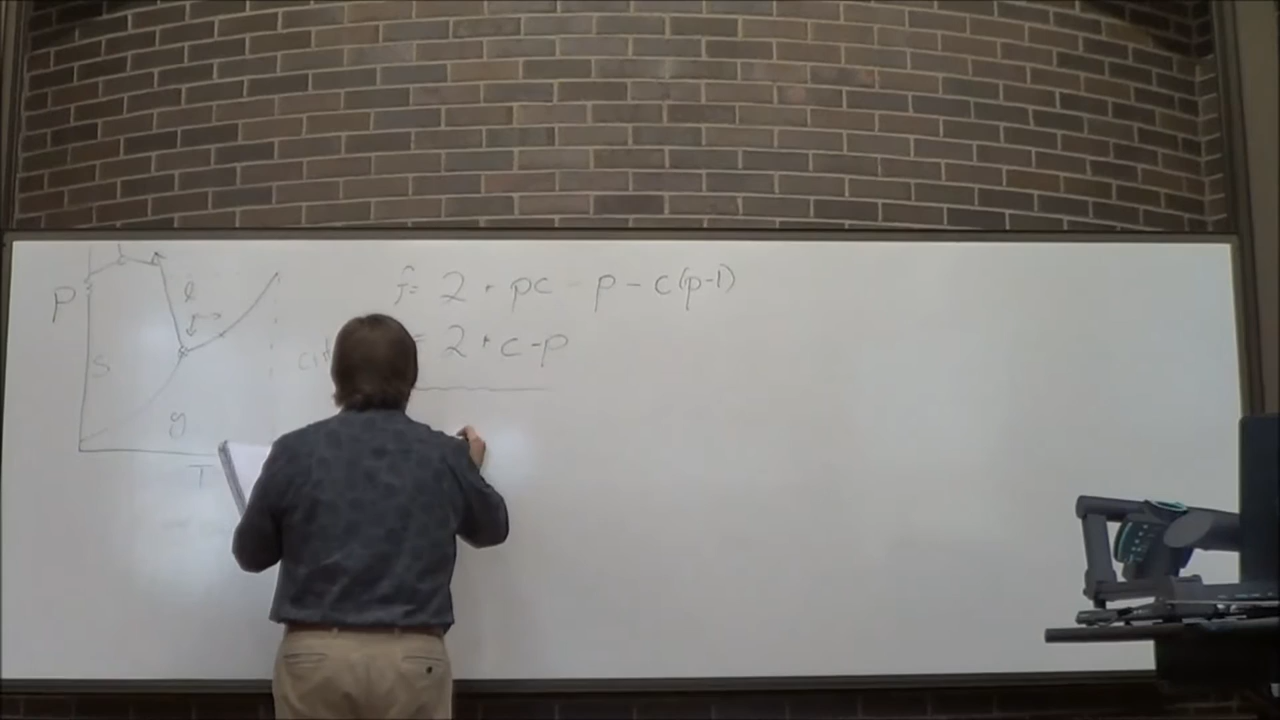 P
l
S
g
T
f = 2 + pc - p - c(p-1)
= 2 + c - p